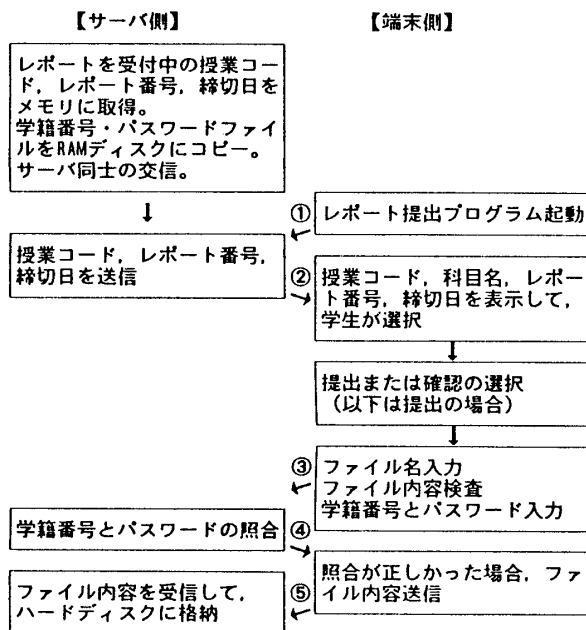 【サーバ側】
【端末側】
レポートを受付中の授業コー
ド，レポート番号，締切日を
メモリに取得。
学籍番号・パスワードファイ
ルをRAMディスクにコピー。
サーバ同士の交信。
① レポート提出プログラム起動
授業コード，レポート番号，
締切日を送信
② 授業コード，科目名，レポー
ト番号，締切日を表示して，
学生が選択
提出または確認の選択
（以下は提出の場合）
③ ファイル名入力
ファイル内容検査
学籍番号とパスワード入力
学籍番号とパスワードの照合 ④
照合が正しかった場合，ファ
イル内容送信
ファイル内容を受信して， ⑤
ハードディスクに格納